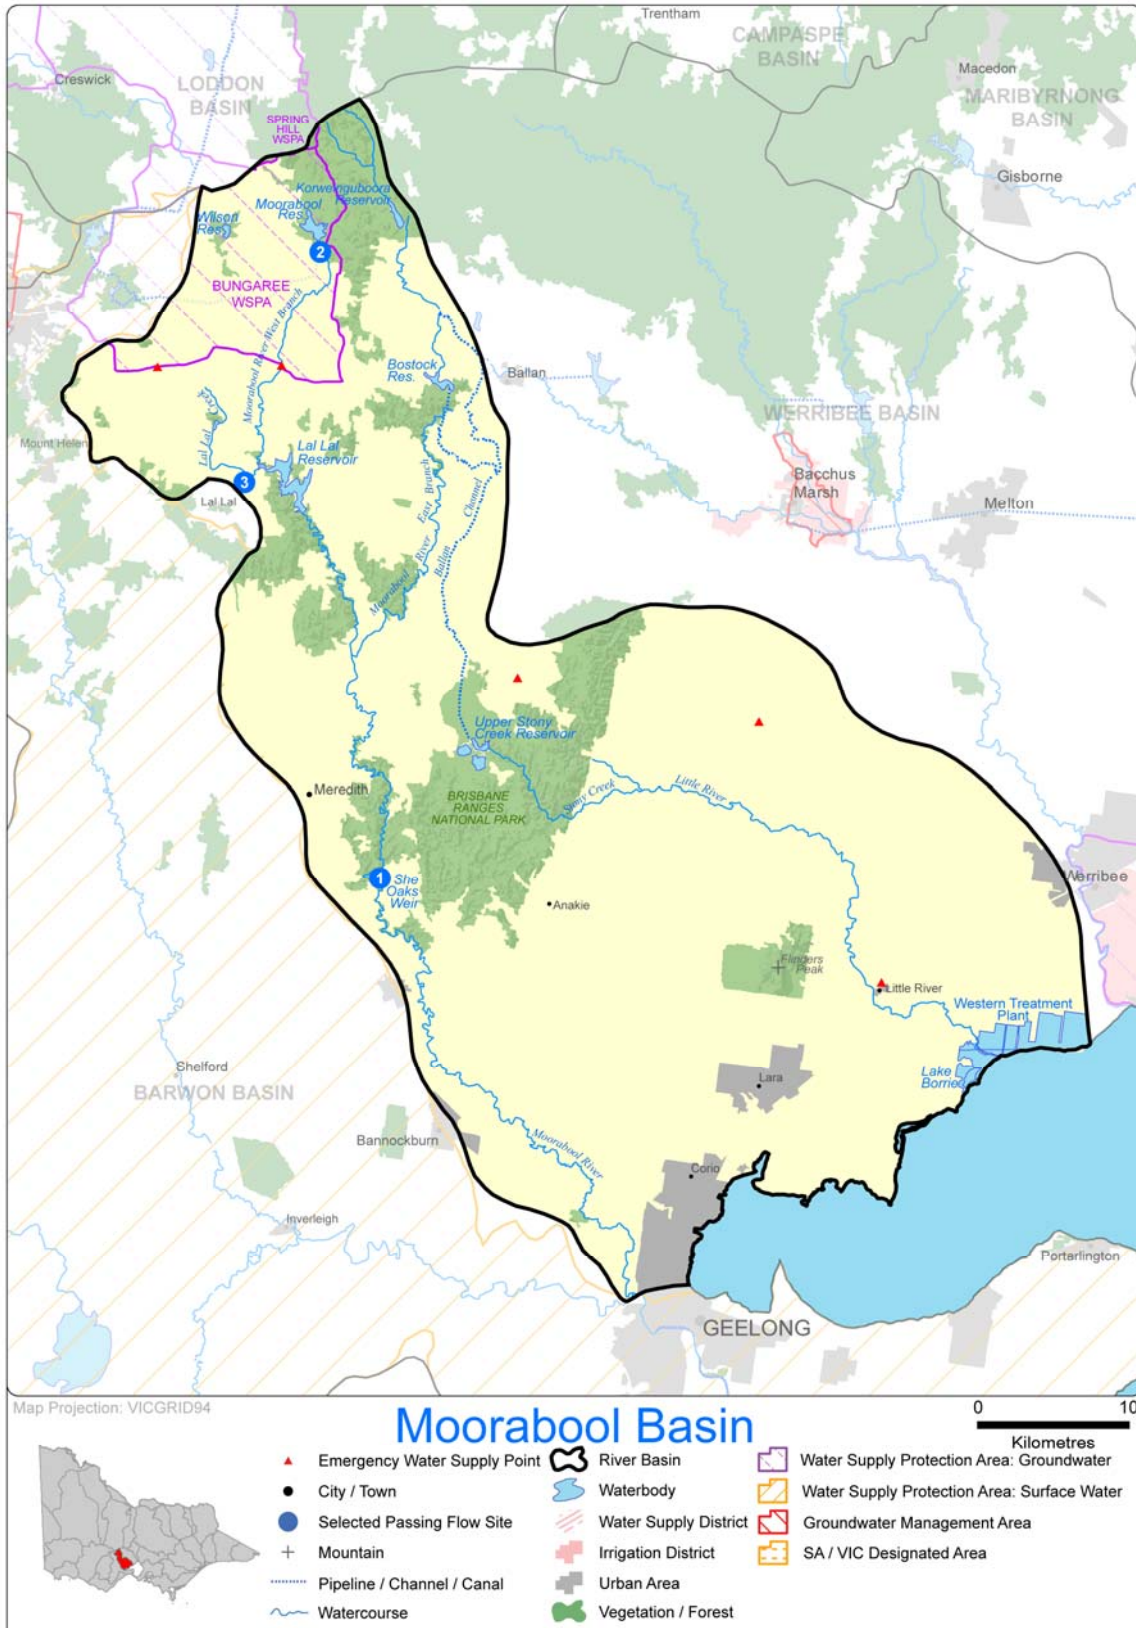 Trentham
CAMPASPE
BASIN
Creswick
LODDON
BASIN
Macedon
MARIBYRNONG
BASIN
SPRING
HILL
WSPA
Gisborne
Korweinguboora
Reservoir
Moorabool
Res.
Wilson
Res.
2
BUNGAREE
WSPA
Moorabool River West Branch
Bostock
Res.
Ballan
WERRIBEE BASIN
Lal Lal Creek
Mount Helen
Lal Lal
Reservoir
3
Lal Lal
Bacchus
Marsh
Melton
Moorabool River East Branch
Ballan Channel
Upper Stony
Creek Reservoir
Meredith
BRISBANE
RANGES
NATIONAL PARK
Stony Creek
Little River
1
She
Oaks
Weir
Anakie
Werribee
Flinders
Peak
Little River
Western Treatment
Plant
Lake
Borrie
Shelford
BARWON BASIN
Lara
Bannockburn
Moorabool River
Corio
Inverleigh
Portarlington
GEELONG
Map Projection: VICGRID94
Moorabool Basin
0 10
Kilometres
Emergency Water Supply Point
City / Town
Selected Passing Flow Site
Mountain
Pipeline / Channel / Canal
Watercourse
River Basin
Waterbody
Water Supply District
Irrigation District
Urban Area
Vegetation / Forest
Water Supply Protection Area: Groundwater
Water Supply Protection Area: Surface Water
Groundwater Management Area
SA / VIC Designated Area